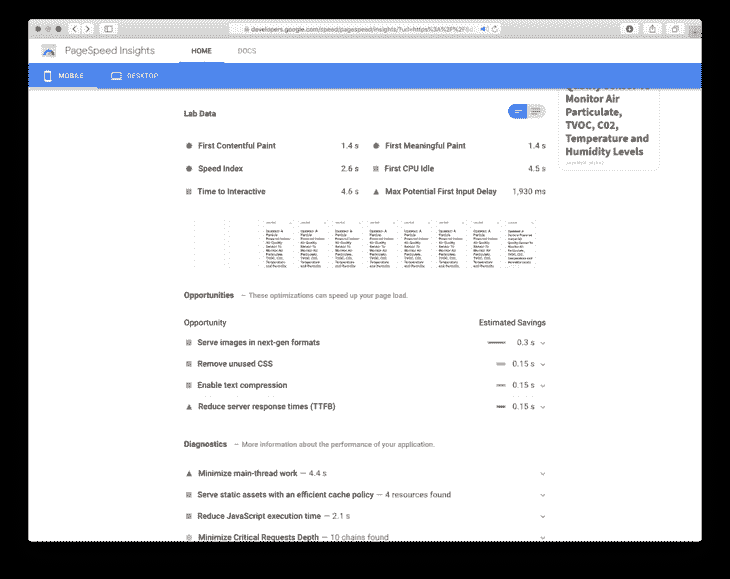 developers.google.com/speed/pagespeed/insights/?url=https%3A%2F%2F
PageSpeed Insights
HOME
DOCS
MOBILE
DESKTOP
Monitor Air
Particulate,
TVOC, C02,
Temperature and
Humidity Levels
Lab Data
First Contentful Paint 1.4 s
First Meaningful Paint 1.4 s
Speed Index 2.6 s
First CPU Idle 4.5 s
Time to Interactive 4.6 s
Max Potential First Input Delay 1,930 ms
Opportunities – These optimizations can speed up your page load.
Opportunity Estimated Savings
Serve images in next-gen formats 0.3 s
Remove unused CSS 0.15 s
Enable text compression 0.15 s
Reduce server response times (TTFB) 0.15 s
Diagnostics – More information about the performance of your application.
Minimize main-thread work — 4.4 s
Serve static assets with an efficient cache policy — 4 resources found
Reduce JavaScript execution time — 2.1 s
Minimize Critical Requests Depth — 10 chains found